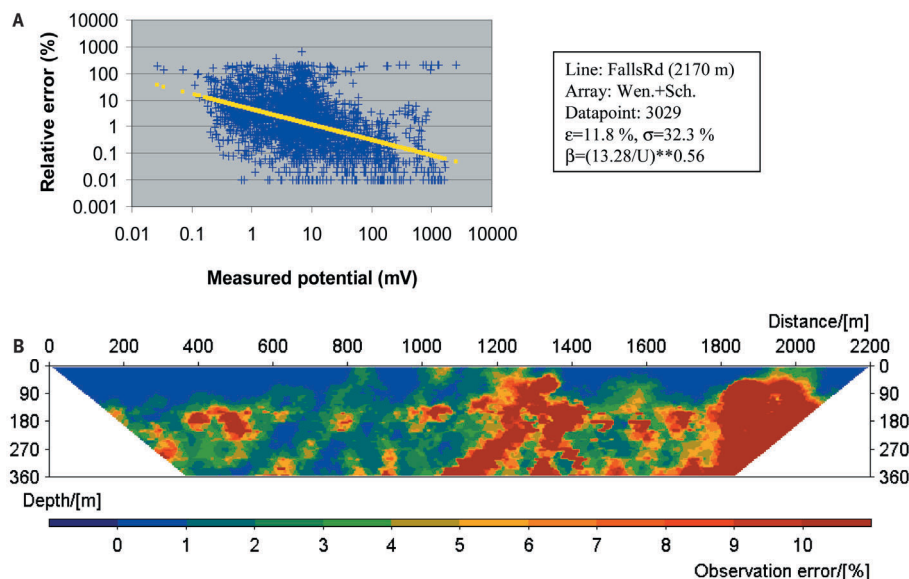 A
10000
1000
100
10
1
0.1
0.01
0.001
Relative error (%)
0.01 0.1 1 10 100 1000 10000
Measured potential (mV)
Line: FallsRd (2170 m)
Array: Wen.+Sch.
Datapoint: 3029
ε=11.8 %, σ=32.3 %
β=(13.28/U)**0.56
Distance/[m]
B
0 200 400 600 800 1000 1200 1400 1600 1800 2000 2200
0 0
90 90
180 180
270 270
360 360
Depth/[m]
0 1 2 3 4 5 6 7 8 9 10
Observation error/[%]